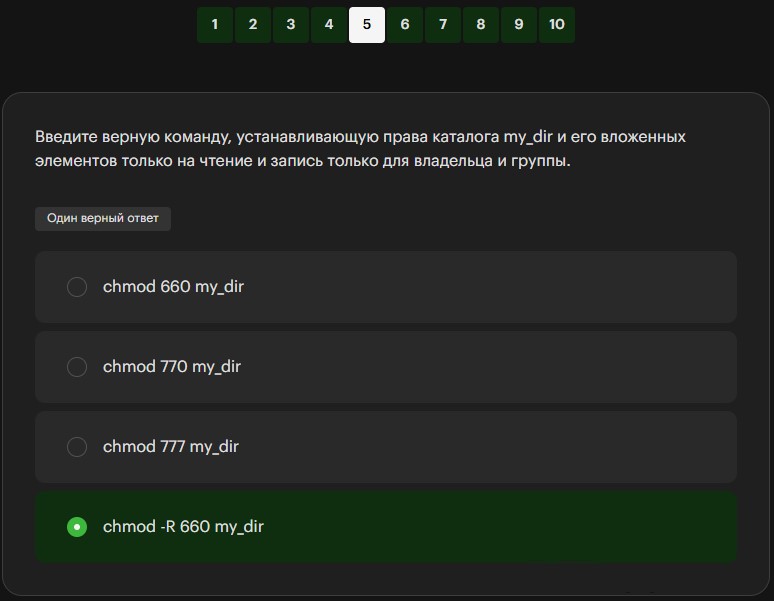 1 2 3 4 5 6 7 8 9 10
Введите верную команду, устанавливающую права каталога my_dir и его вложенных
элементов только на чтение и запись только для владельца и группы.
Один верный ответ
chmod 660 my_dir
chmod 770 my_dir
chmod 777 my_dir
chmod -R 660 my_dir